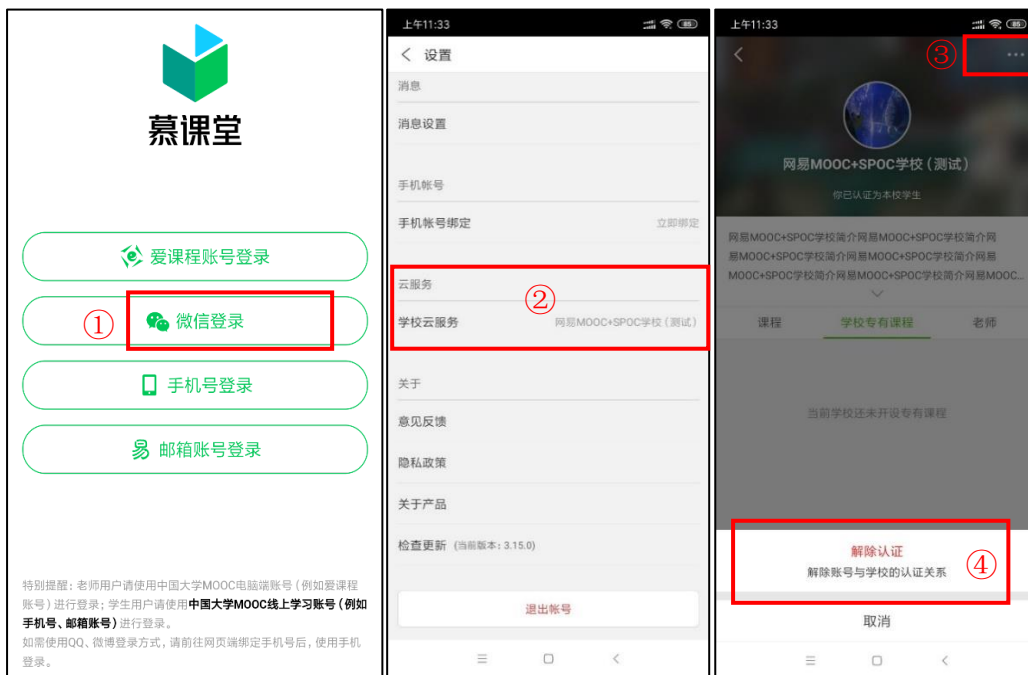 慕课堂
爱课程账号登录
①
微信登录
手机号登录
易 邮箱账号登录
特别提醒：老师用户请使用中国大学MOOC电脑端账号（例如爱课程
账号）进行登录；学生用户请使用中国大学MOOC线上学习账号（例如
手机号、邮箱账号）进行登录。
如需使用QQ、微博登录方式，请前往网页端绑定手机号后，使用手机
登录。
上午11:33
85
设置
消息
消息设置
手机帐号
手机帐号绑定 立即绑定
云服务
②
学校云服务 网易MOOC+SPOC学校（测试）
关于
意见反馈
隐私政策
关于产品
检查更新（当前版本：3.15.0）
退出帐号
上午11:33
85
③
网易MOOC+SPOC学校（测试）
你已认证为本校学生
网易MOOC+SPOC学校简介网易MOOC+SPOC学校简介网
易MOOC+SPOC学校简介网易MOOC+SPOC学校简介网易
MOOC+SPOC学校简介网易MOOC+SPOC学校简介网易MOOC...
课程 学校专有课程 老师
当前学校还未开设专有课程
解除认证
④
解除账号与学校的认证关系
取消